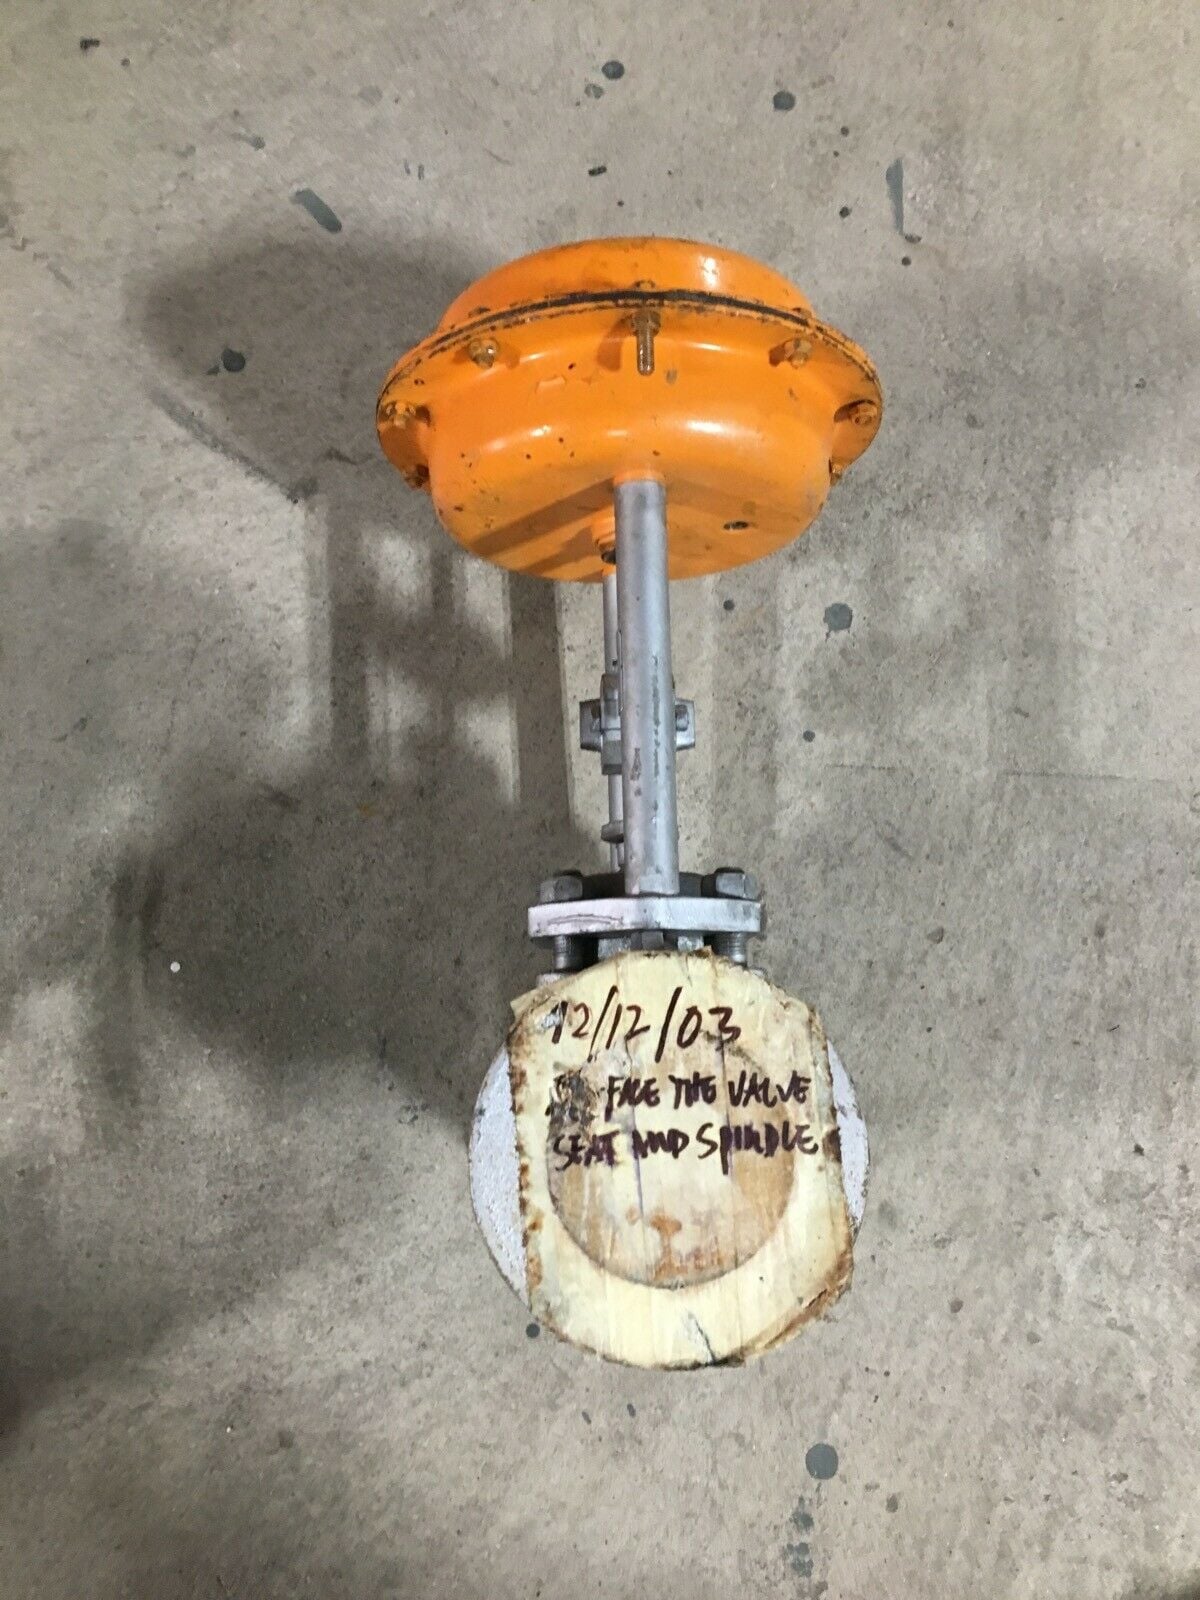 12/12/03
FACE THE VALVE
SEAT AND SPINDLE